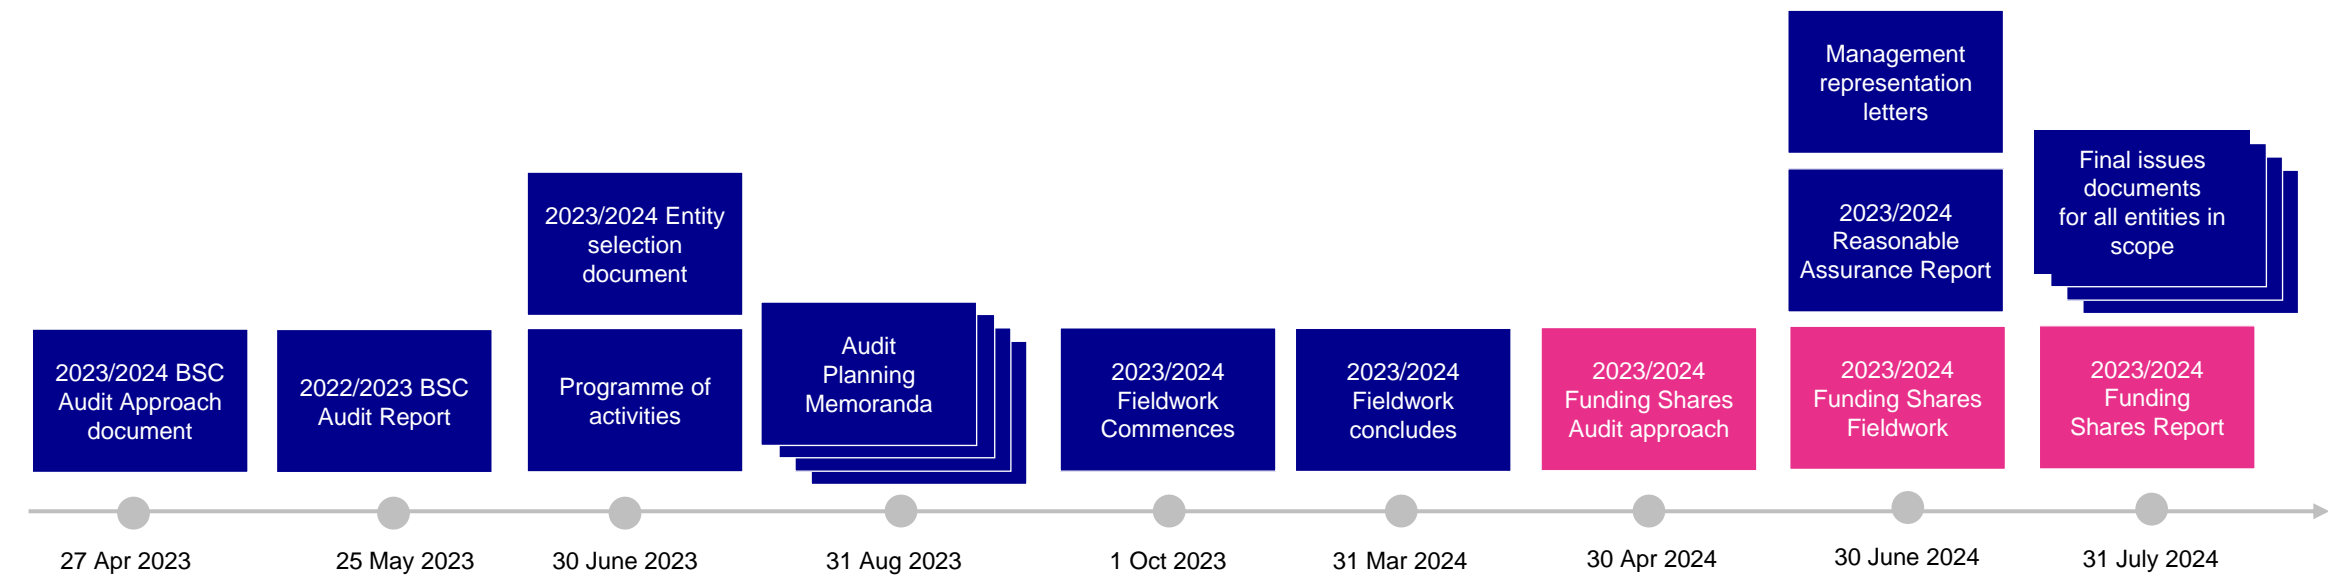 2023/2024 BSC
Audit Approach
document
27 Apr 2023
2022/2023 BSC
Audit Report
25 May 2023
2023/2024 Entity
selection
document
Programme of
activities
30 June 2023
Audit
Planning
Memoranda
31 Aug 2023
2023/2024
Fieldwork
Commences
1 Oct 2023
2023/2024
Fieldwork
concludes
31 Mar 2024
2023/2024
Funding Shares
Audit approach
30 Apr 2024
Management
representation
letters
2023/2024
Reasonable
Assurance Report
2023/2024
Funding Shares
Fieldwork
30 June 2024
Final issues
documents
for all entities in
scope
2023/2024
Funding
Shares Report
31 July 2024